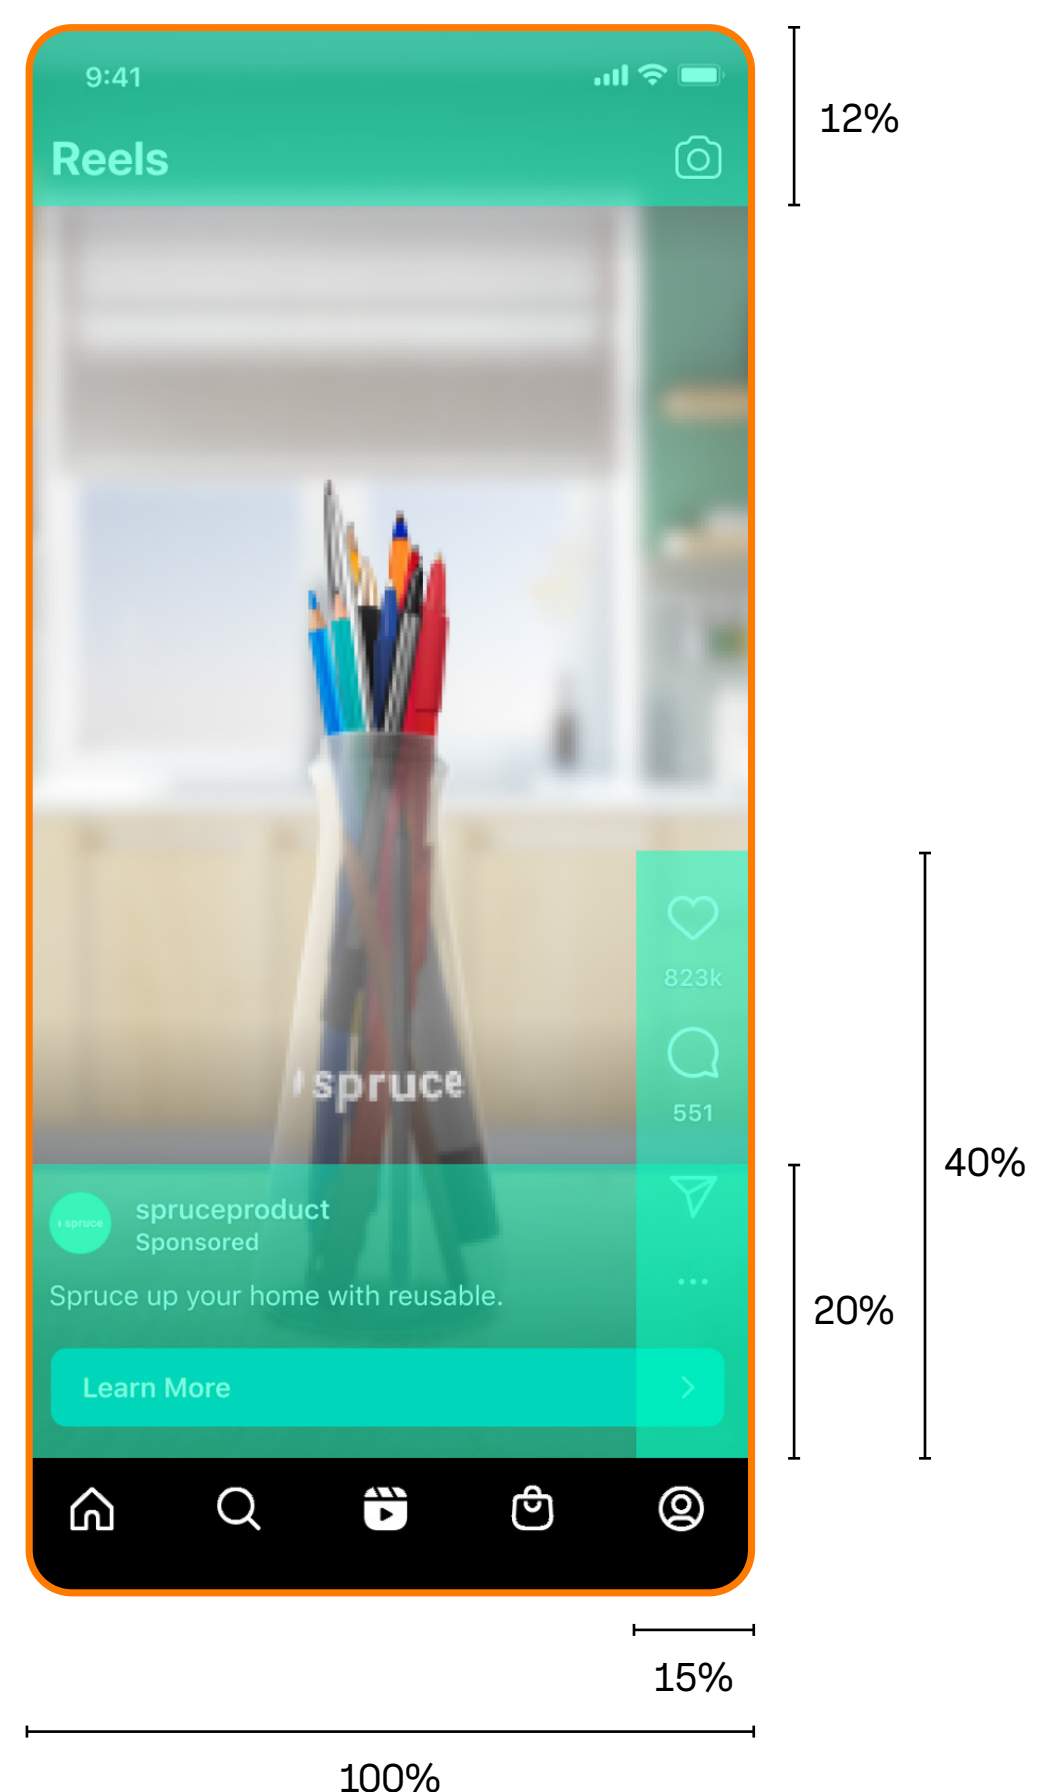 9:41
12%
Reels
823k
spruce
551
40%
spruceproduct
spruce
Sponsored
Spruce up your home with reusable.
20%
Learn More
15%
100%